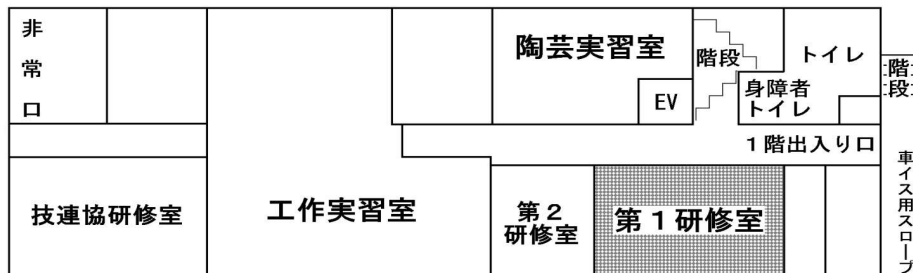 非常口
陶芸実習室
EV
階段
トイレ
身障者
トイレ
階段
1階出入り口
技連協研修室
工作実習室
第2
研修室
第1研修室
車イス用スロープ